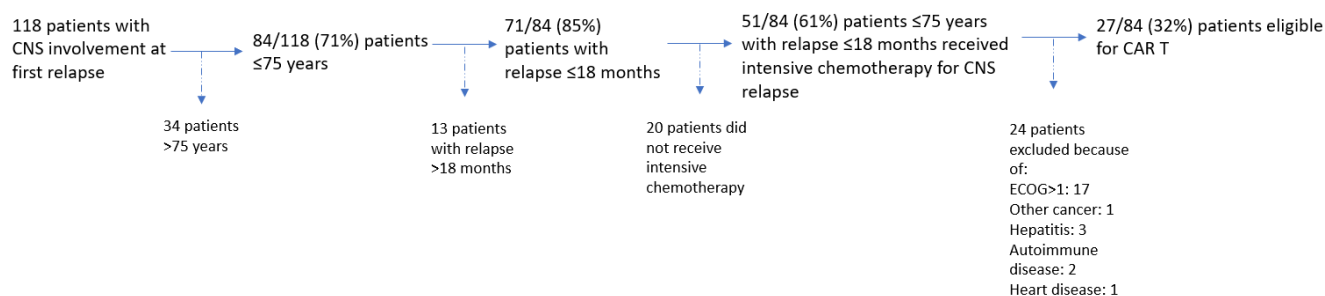 118 patients with
CNS involvement at
first relapse
84/118 (71%) patients
≤75 years
71/84 (85%)
patients with
relapse ≤18 months
51/84 (61%) patients ≤75 years
with relapse ≤18 months received
intensive chemotherapy for CNS
relapse
27/84 (32%) patients eligible
for CAR T
34 patients
>75 years
13 patients
with relapse
>18 months
20 patients did
not receive
intensive
chemotherapy
24 patients
excluded because
of:
ECOG>1: 17
Other cancer: 1
Hepatitis: 3
Autoimmune
disease: 2
Heart disease: 1